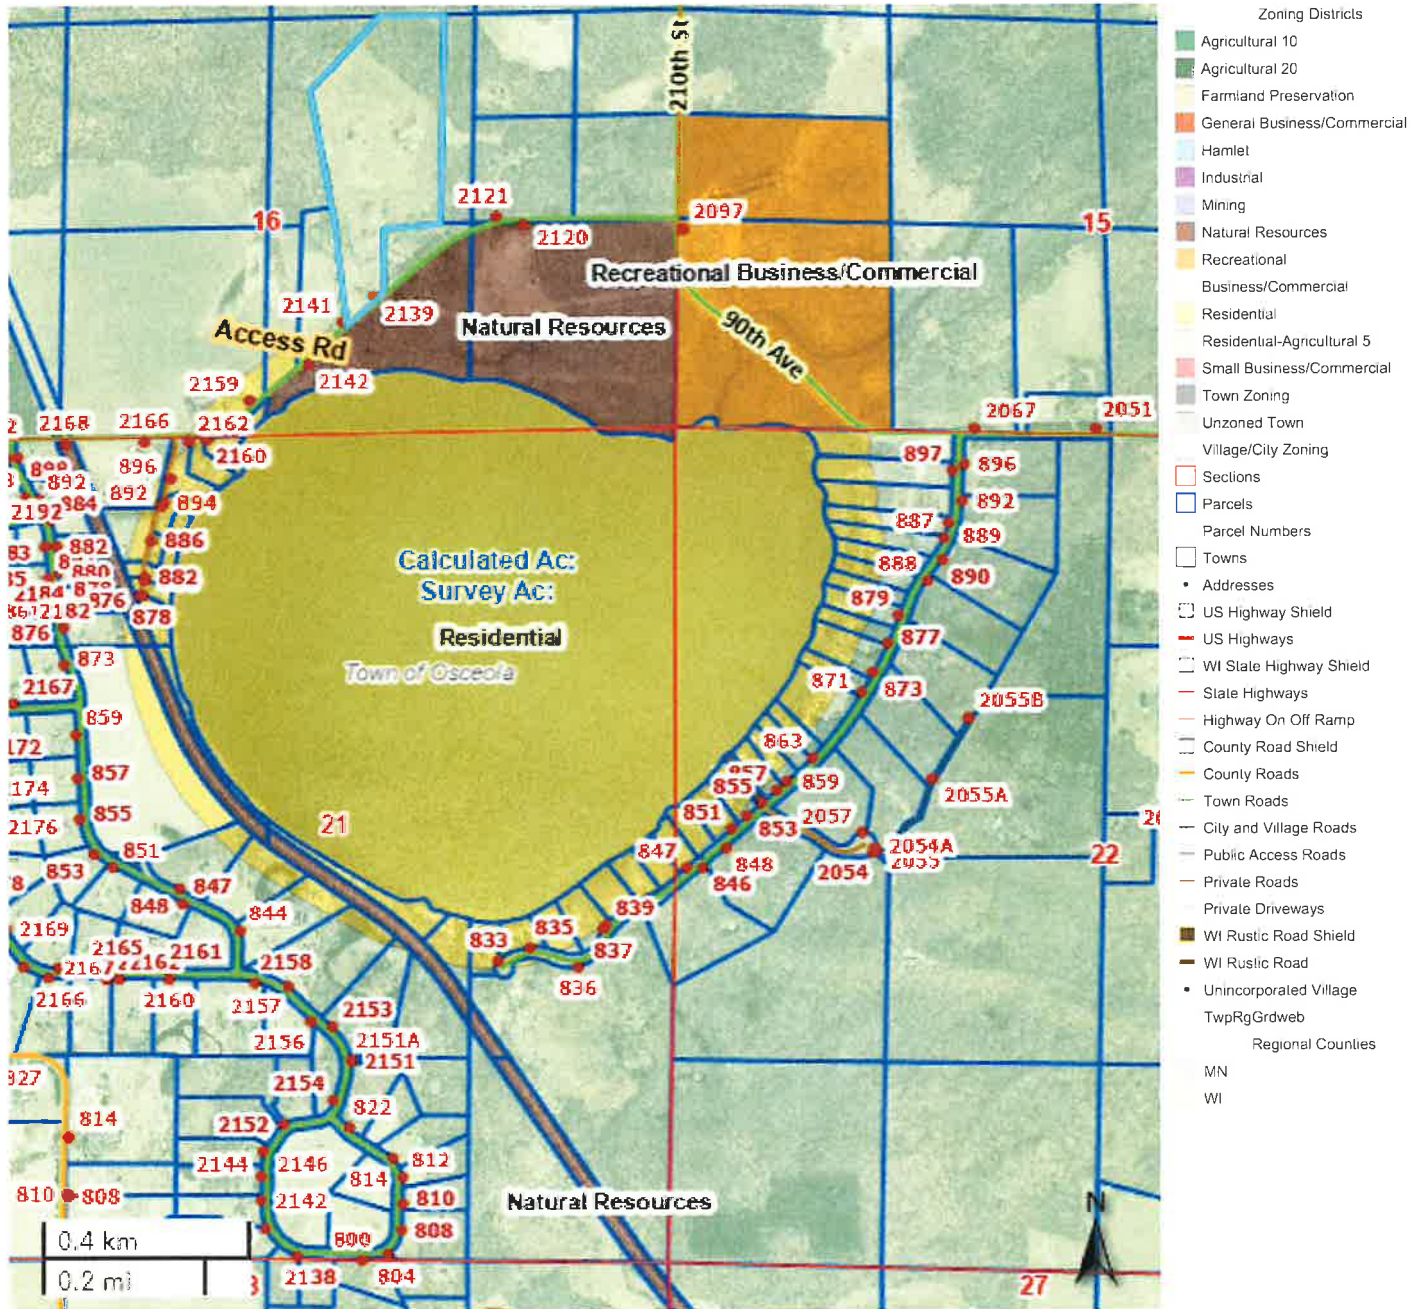 210th St
16
15
2121
2097
2120
Recreational Business/Commercial
2141
2139
Natural Resources
Access Rd
90th Ave
2159
2142
2168
2166
2162
2067
2051
2160
896
897
896
892
892
894
892
884
2192
887
886
889
83
882
888
880
882
890
2184
876
879
2182
878
876
877
873
871
873
2167
2055B
859
863
172
857
857
859
174
855
2055A
855
851
2057
2176
853
21
851
847
848
2054A
22
853
846
2054
2055
847
848
844
839
2169
2165
2161
833
835
837
2158
2162
836
2166
2160
2157
2153
2156
2151A
2151
827
2154
822
814
2152
2144
2146
812
814
810
808
2142
810
808
800
2138
804
27
Calculated Ac:
Survey Ac:
Residential
Town of Osceola
Natural Resources
N
0.4 km
0.2 mi
Zoning Districts
Agricultural 10
Agricultural 20
Farmland Preservation
General Business/Commercial
Hamlet
Industrial
Mining
Natural Resources
Recreational
Business/Commercial
Residential
Residential-Agricultural 5
Small Business/Commercial
Town Zoning
Unzoned Town
Village/City Zoning
Sections
Parcels
Parcel Numbers
Towns
Addresses
US Highway Shield
US Highways
WI State Highway Shield
State Highways
Highway On Off Ramp
County Road Shield
County Roads
Town Roads
City and Village Roads
Public Access Roads
Private Roads
Private Driveways
WI Rustic Road Shield
WI Rustic Road
Unincorporated Village
TwpRgGrdweb
Regional Counties
MN
WI